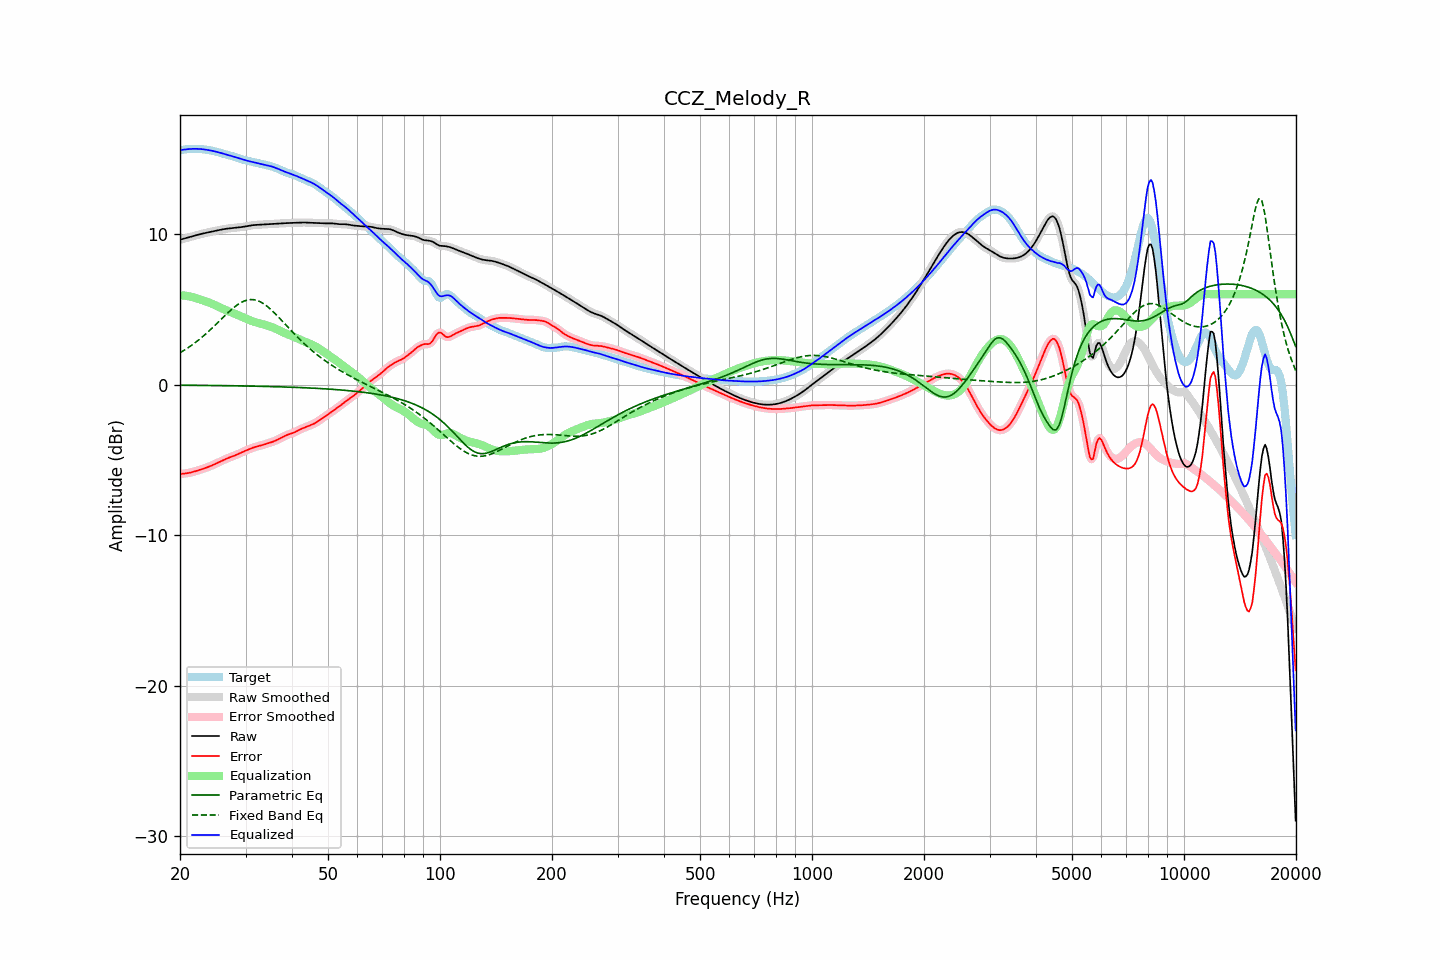 CCZ_Melody_R
Amplitude (dBr)
10
0
−10
−20
−30
Target
Raw Smoothed
Error Smoothed
Raw
Error
Equalization
Parametric Eq
Fixed Band Eq
Equalized
20 50 100 200 500 1000 2000 5000 10000 20000
Frequency (Hz)